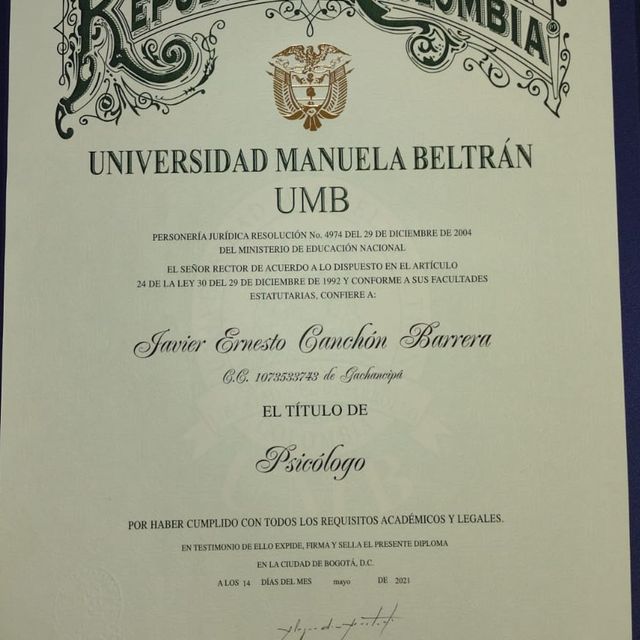 REPÚBLICA DE COLOMBIA
UNIVERSIDAD MANUELA BELTRÁN
UMB
PERSONERÍA JURÍDICA RESOLUCIÓN No. 4974 DEL 29 DE DICIEMBRE DE 2004
DEL MINISTERIO DE EDUCACIÓN NACIONAL
EL SEÑOR RECTOR DE ACUERDO A LO DISPUESTO EN EL ARTÍCULO
24 DE LA LEY 30 DEL 29 DE DICIEMBRE DE 1992 Y CONFORME A SUS FACULTADES
ESTATUTARIAS, CONFIERE A:
Javier Ernesto Canchón Barrera
C.C. 1073533743 de Gachancipá
EL TÍTULO DE
Psicólogo
POR HABER CUMPLIDO CON TODOS LOS REQUISITOS ACADÉMICOS Y LEGALES.
EN TESTIMONIO DE ELLO EXPIDE, FIRMA Y SELLA EL PRESENTE DIPLOMA
EN LA CIUDAD DE BOGOTÁ, D.C.
A LOS 14 DÍAS DEL MES mayo DE 2021